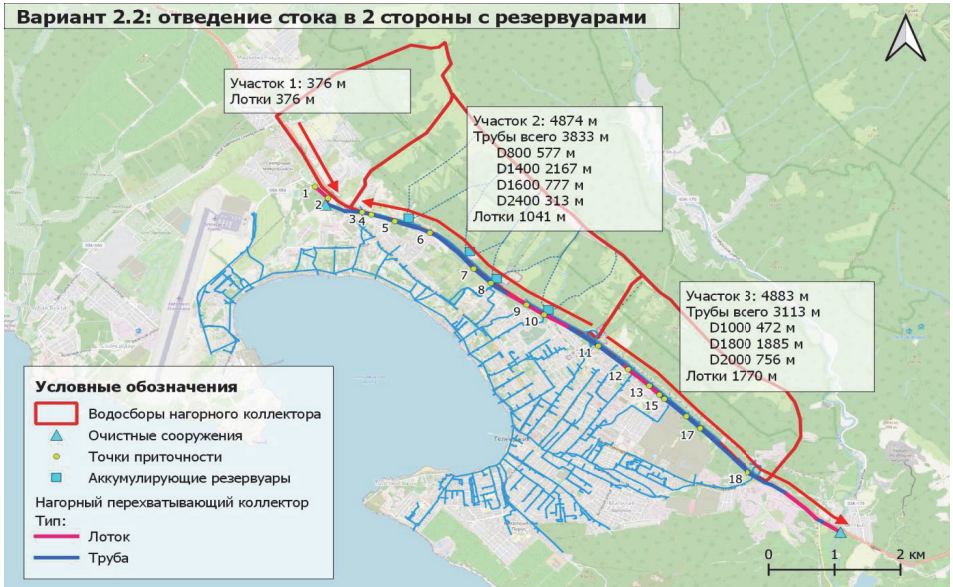 Вариант 2.2: отведение стока в 2 стороны с резервуарами
Участок 1: 376 м
Лотки 376 м
Участок 2: 4874 м
Трубы всего 3833 м
D800 577 м
D1400 2167 м
D1600 777 м
D2400 313 м
Лотки 1041 м
1
2
3
4
5
6
7
8
9
10
11
12
13
15
17
18
Участок 3: 4883 м
Трубы всего 3113 м
D1000 472 м
D1800 1885 м
D2000 756 м
Лотки 1770 м
Условные обозначения
Водосборы нагорного коллектора
Очистные сооружения
Точки приточности
Аккумулирующие резервуары
Нагорный перехватывающий коллектор
Тип:
Лоток
Труба
0 1 2 км